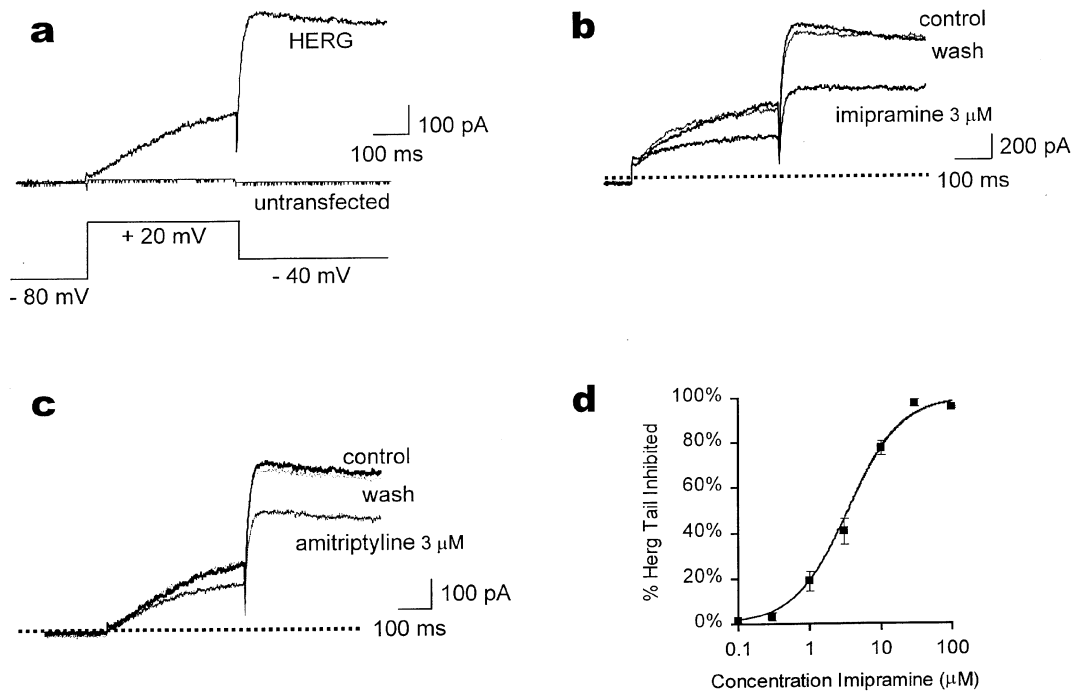 a
HERG
100 pA
100 ms
untransfected
+ 20 mV
- 40 mV
- 80 mV
b
control
wash
imipramine 3 μM
200 pA
100 ms
c
control
wash
amitriptyline 3 μM
100 pA
100 ms
d
% Herg Tail Inhibited
100%
80%
60%
40%
20%
0%
0.1 1 10 100
Concentration Imipramine (μM)